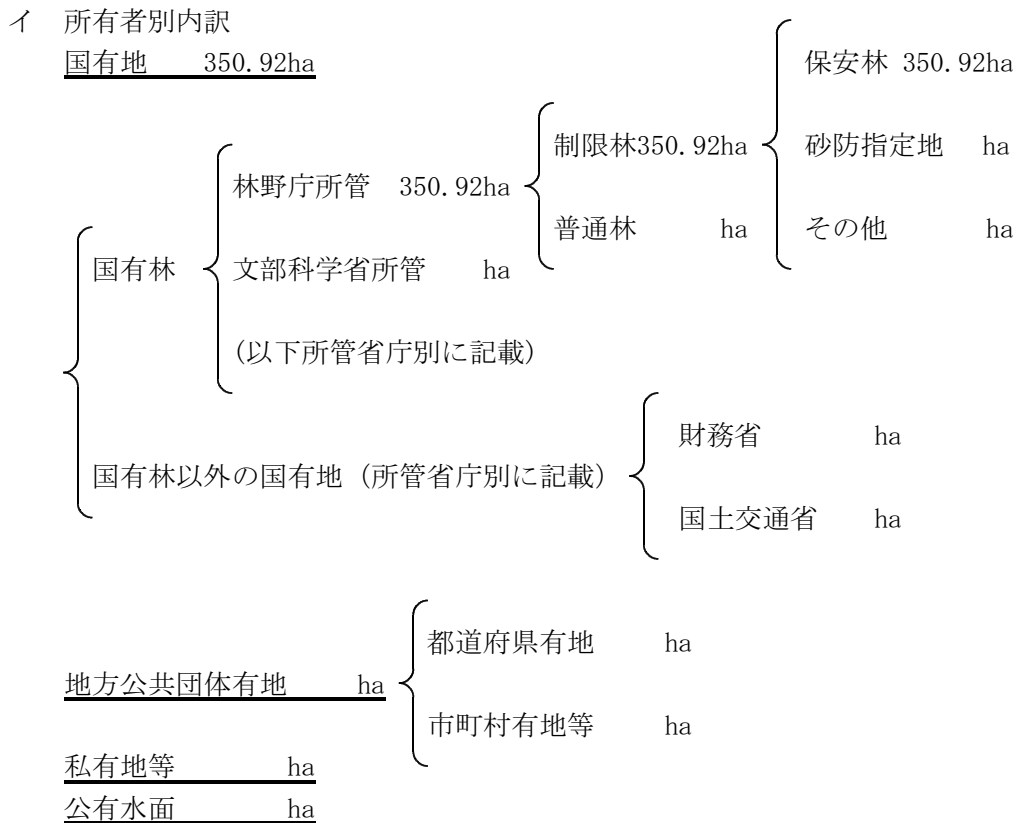 イ　所有者別内訳
国有地　　350.92ha
保安林 350.92ha
制限林350.92ha
砂防指定地　 ha
林野庁所管　350.92ha
普通林　　　ha
その他　　　 ha
国有林
文部科学省所管　　ha
(以下所管省庁別に記載)
財務省　　　　ha
国有林以外の国有地（所管省庁別に記載）
国土交通省　　ha
都道府県有地　　 ha
地方公共団体有地　　 ha
市町村有地等　　 ha
私有地等　　　　ha
公有水面　　　　ha